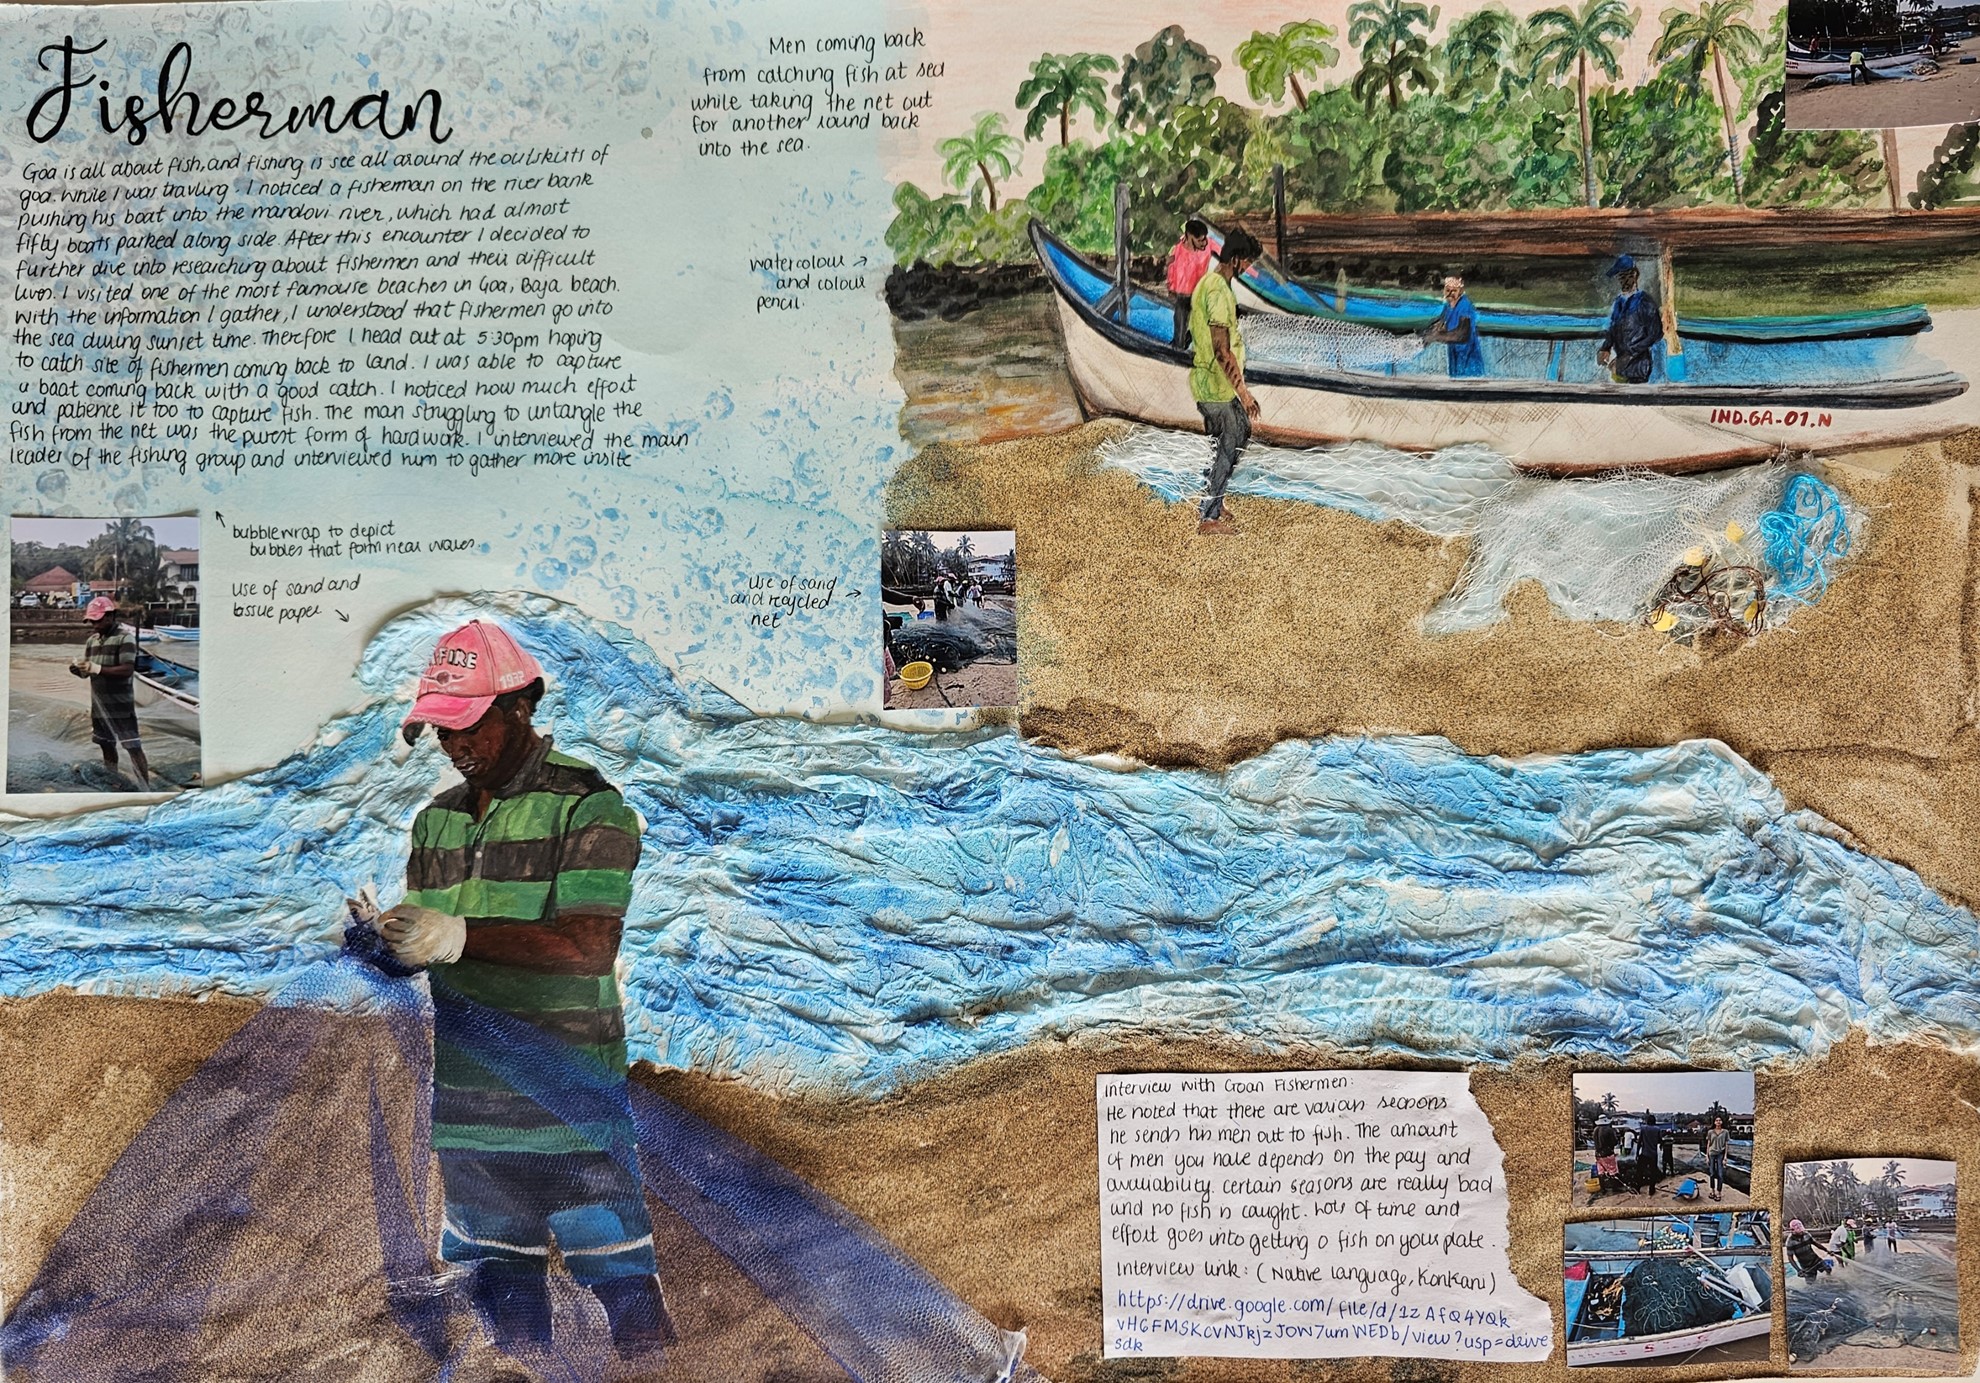 Fisherman
Goa is all about fish, and fishing is see all around the outskirts of
goa. While I was travling. I noticed a fisherman on the river bank
pushing his boat into the mandovi river, which had almost
fifty boats parked along side. After this encounter I decided to
further dive into researching about fishermen and their difficult
lives. I visited one of the most famouse beaches in Goa, Baja beach.
With the information I gather, I understood that fishermen go into
the sea during sunset time. Therefore I head out at 5:30pm hoping
to catch site of fishermen coming back to land. I was able to capture
a boat coming back with a good catch. I noticed how much effort
and patience it too to capture fish. The man struggling to untangle the
fish from the net was the purest form of hardwork. I interviewed the main
leader of the fishing group and interviewed him to gather more insite
Men coming back
from catching fish at sea
while taking the net out
for another round back
into the sea.
watercolour →
and colour
pencil.
IND.GA-01.N
bubblewrap to depict
bubbles that form near waves.
use of sand and
tissue paper
Use of sand
and recycled →
net
FIRE
1932
Interview with Goan Fishermen:
He noted that there are various seasons
he sends his men out to fish. The amount
of men you have depends on the pay and
availability. certain seasons are really bad
and no fish is caught. Lots of time and
effort goes into getting a fish on your plate.
Interview link: (Native language, Konkani)
https://drive.google.com/file/d/1zAfQ4YQk
vHGFMSKcVNJkjzJOW7umWEDb/view?usp=drive
sdk